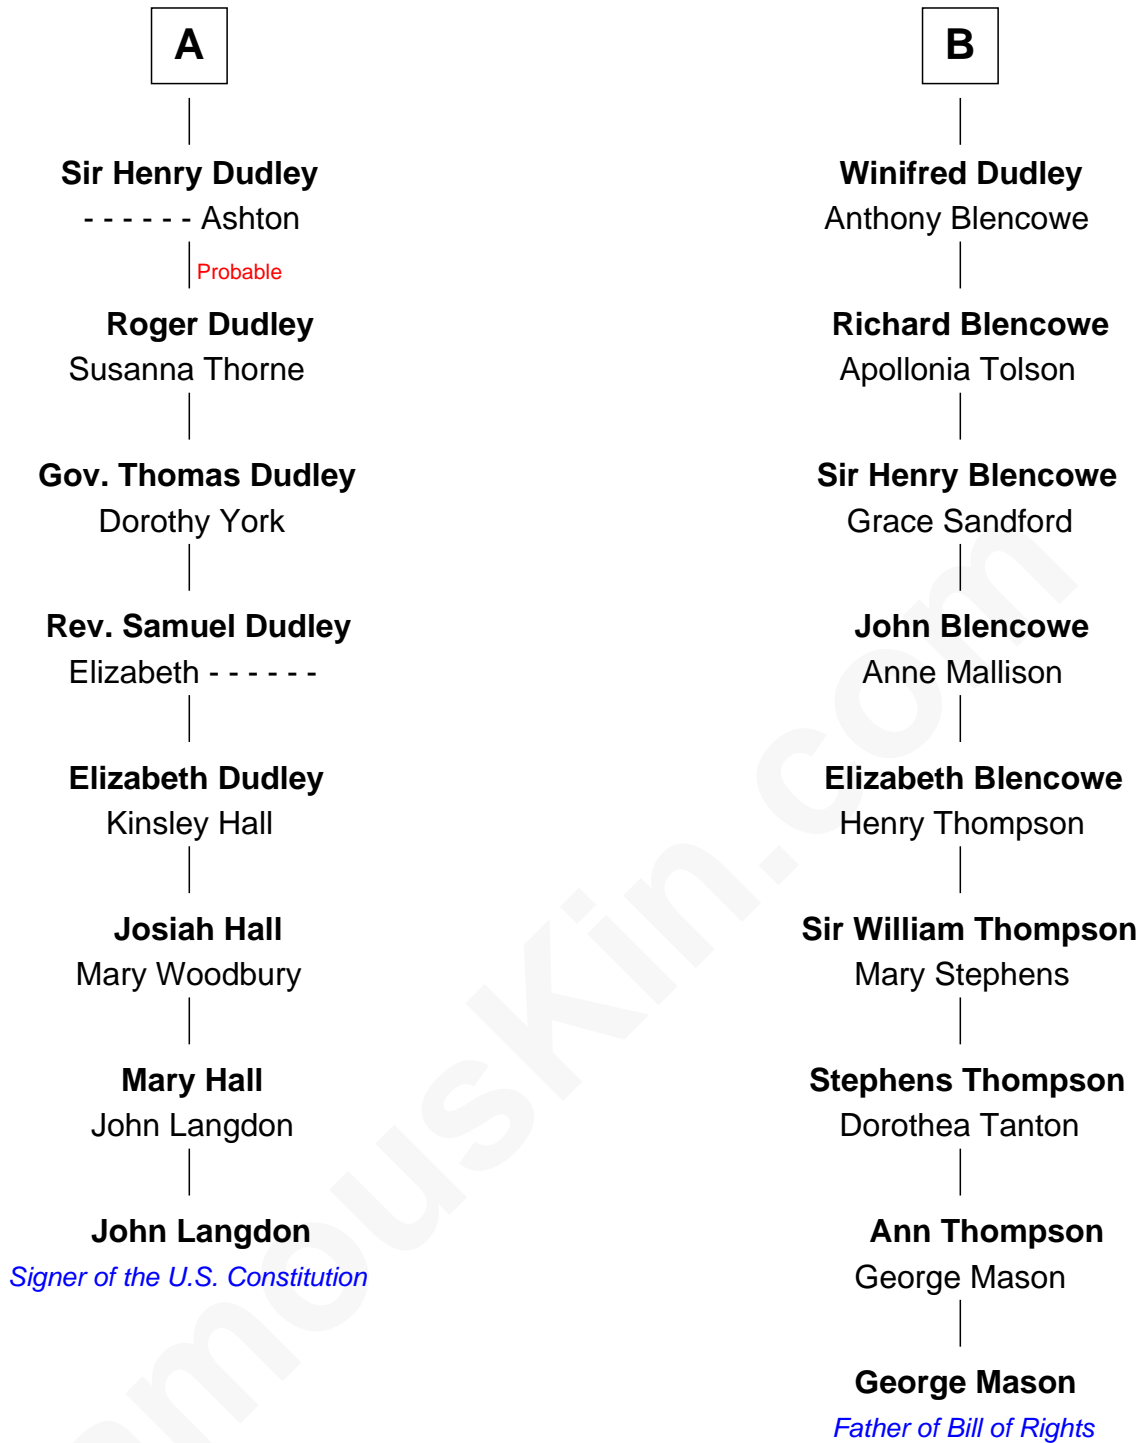 A
Sir Henry Dudley
- - - - - - Ashton
Probable
Roger Dudley
Susanna Thorne
Gov. Thomas Dudley
Dorothy York
Rev. Samuel Dudley
Elizabeth - - - - - -
Elizabeth Dudley
Kinsley Hall
Josiah Hall
Mary Woodbury
Mary Hall
John Langdon
John Langdon
Signer of the U.S. Constitution
B
Winifred Dudley
Anthony Blencowe
Richard Blencowe
Apollonia Tolson
Sir Henry Blencowe
Grace Sandford
John Blencowe
Anne Mallison
Elizabeth Blencowe
Henry Thompson
Sir William Thompson
Mary Stephens
Stephens Thompson
Dorothea Tanton
Ann Thompson
George Mason
George Mason
Father of Bill of Rights
amouskin.com